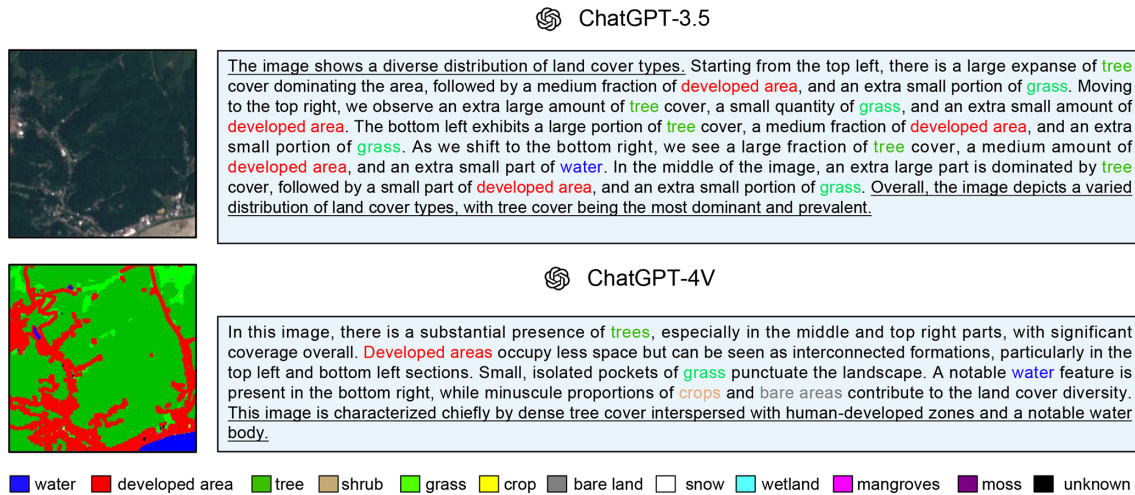 ChatGPT-3.5
The image shows a diverse distribution of land cover types. Starting from the top left, there is a large expanse of tree
cover dominating the area, followed by a medium fraction of developed area, and an extra small portion of grass. Moving
to the top right, we observe an extra large amount of tree cover, a small quantity of grass, and an extra small amount of
developed area. The bottom left exhibits a large portion of tree cover, a medium fraction of developed area, and an extra
small portion of grass. As we shift to the bottom right, we see a large fraction of tree cover, a medium amount of
developed area, and an extra small part of water. In the middle of the image, an extra large part is dominated by tree
cover, followed by a small part of developed area, and an extra small portion of grass. Overall, the image depicts a varied
distribution of land cover types, with tree cover being the most dominant and prevalent.
ChatGPT-4V
In this image, there is a substantial presence of trees, especially in the middle and top right parts, with significant
coverage overall. Developed areas occupy less space but can be seen as interconnected formations, particularly in the
top left and bottom left sections. Small, isolated pockets of grass punctuate the landscape. A notable water feature is
present in the bottom right, while minuscule proportions of crops and bare areas contribute to the land cover diversity.
This image is characterized chiefly by dense tree cover interspersed with human-developed zones and a notable water
body.
water developed area tree shrub grass crop bare land snow wetland mangroves moss unknown